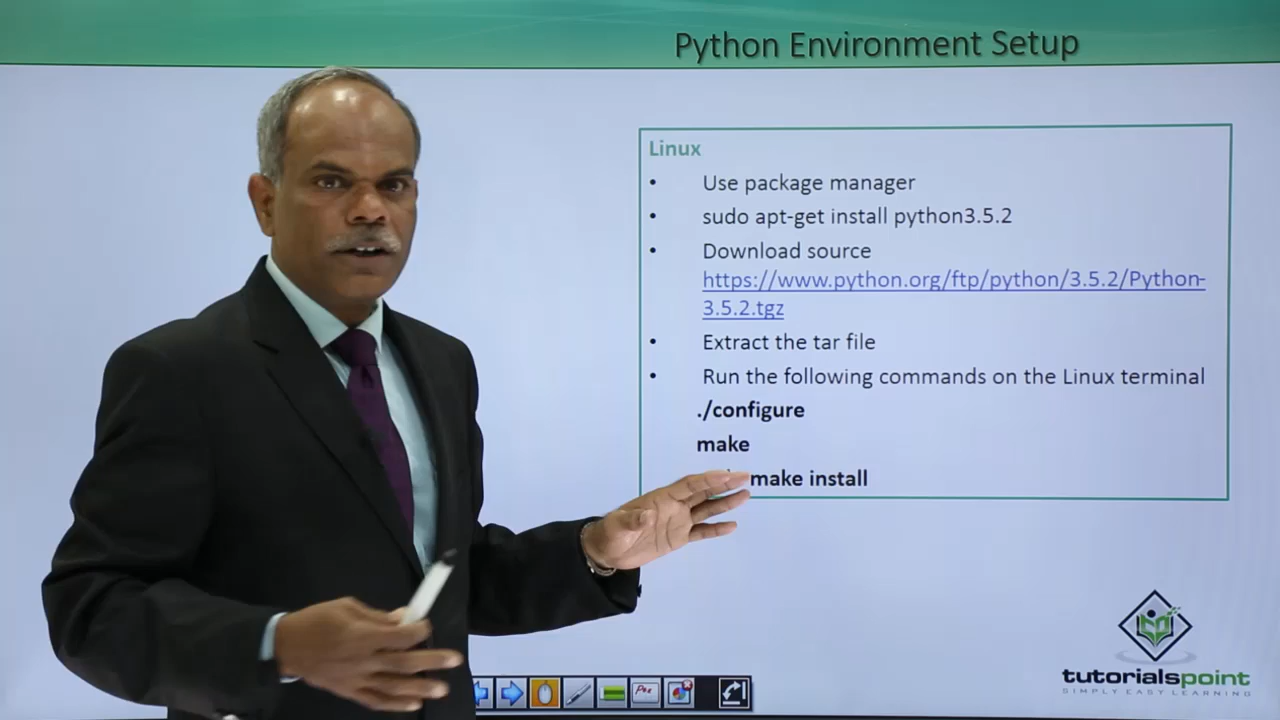 Python Environment Setup
Linux
• Use package manager
• sudo apt-get install python3.5.2
• Download source
https://www.python.org/ftp/python/3.5.2/Python-
3.5.2.tgz
• Extract the tar file
• Run the following commands on the Linux terminal
./configure
make
make install
tutorialspoint
SIMPLY EASY LEARNING